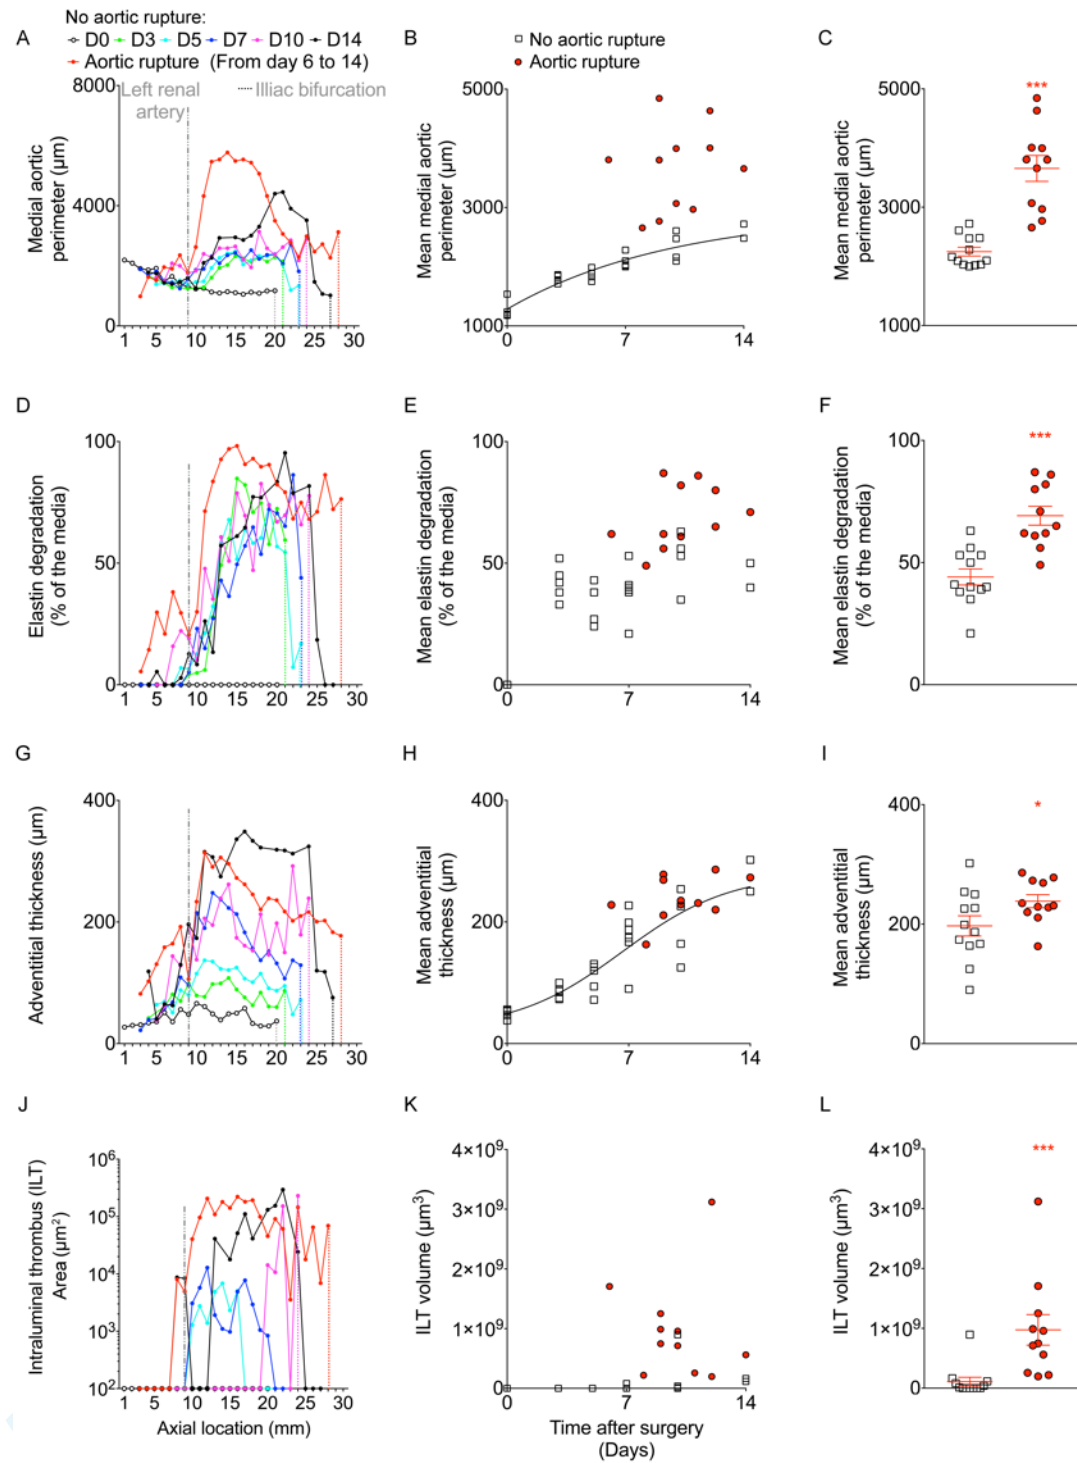 No aortic rupture:
D0 D3 D5 D7 D10 D14
Aortic rupture (From day 6 to 14)
A
Left renal artery
Illiac bifurcation
Medial aortic
perimeter (µm)
8000
4000
0
1 5 10 15 20 25 30
B
No aortic rupture
Aortic rupture
Mean medial aortic
perimeter (µm)
5000
3000
1000
0 7 14
C
Mean medial aortic
perimeter (µm)
5000
3000
1000
***
D
Elastin degradation
(% of the media)
100
50
0
1 5 10 15 20 25 30
E
Mean elastin degradation
(% of the media)
100
50
0
0 7 14
F
Mean elastin degradation
(% of the media)
100
50
0
***
G
Adventitial thickness (µm)
400
200
0
1 5 10 15 20 25 30
H
Mean adventitial
thickness (µm)
400
200
0
0 7 14
I
Mean adventitial
thickness (µm)
400
200
0
*
J
Intraluminal thrombus (ILT)
Area (µm²)
10⁶
10⁵
10⁴
10³
10²
1 5 10 15 20 25 30
Axial location (mm)
K
ILT volume (µm³)
4×10⁹
3×10⁹
2×10⁹
1×10⁹
0
0 7 14
Time after surgery
(Days)
L
ILT volume (µm³)
4×10⁹
3×10⁹
2×10⁹
1×10⁹
0
***